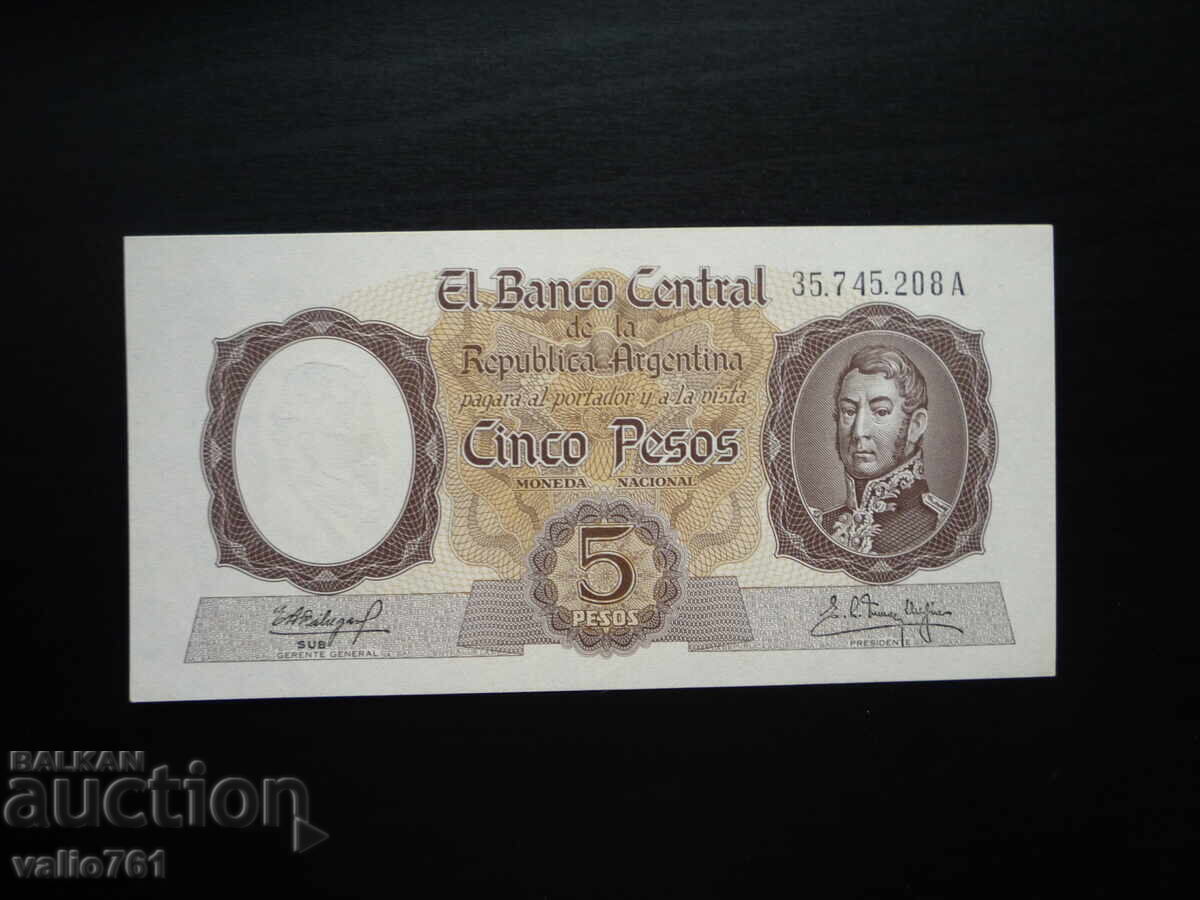 El Banco Central
35.745.208A
de la
Republica Argentina
pagara al portador y a la vista
Cinco Pesos
MONEDA NACIONAL
5
PESOS
SUB
GERENTE GENERAL
PRESIDENTE
BALKAN
auction
valio761